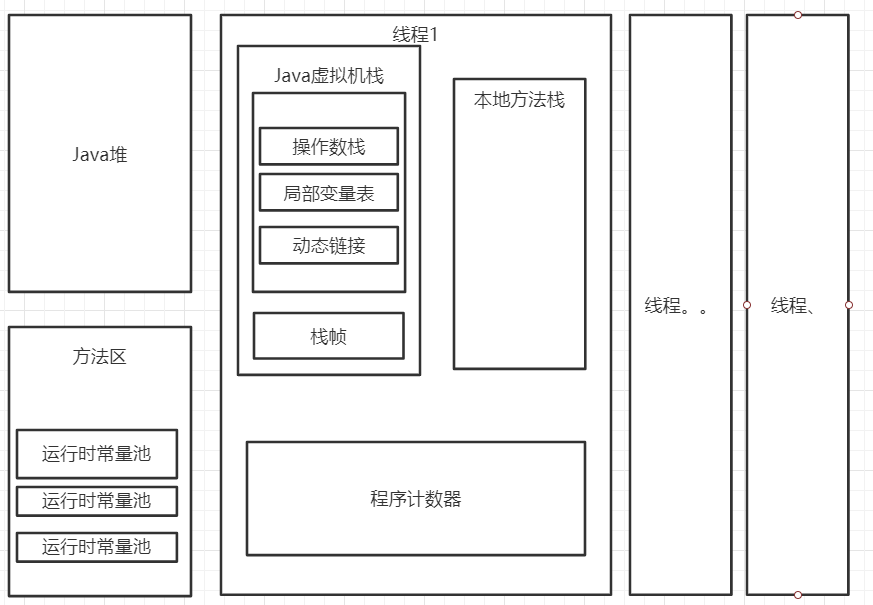 Java堆
方法区
运行时常量池
运行时常量池
运行时常量池
线程1
Java虚拟机栈
操作数栈
局部变量表
动态链接
栈帧
本地方法栈
程序计数器
线程。。
线程、